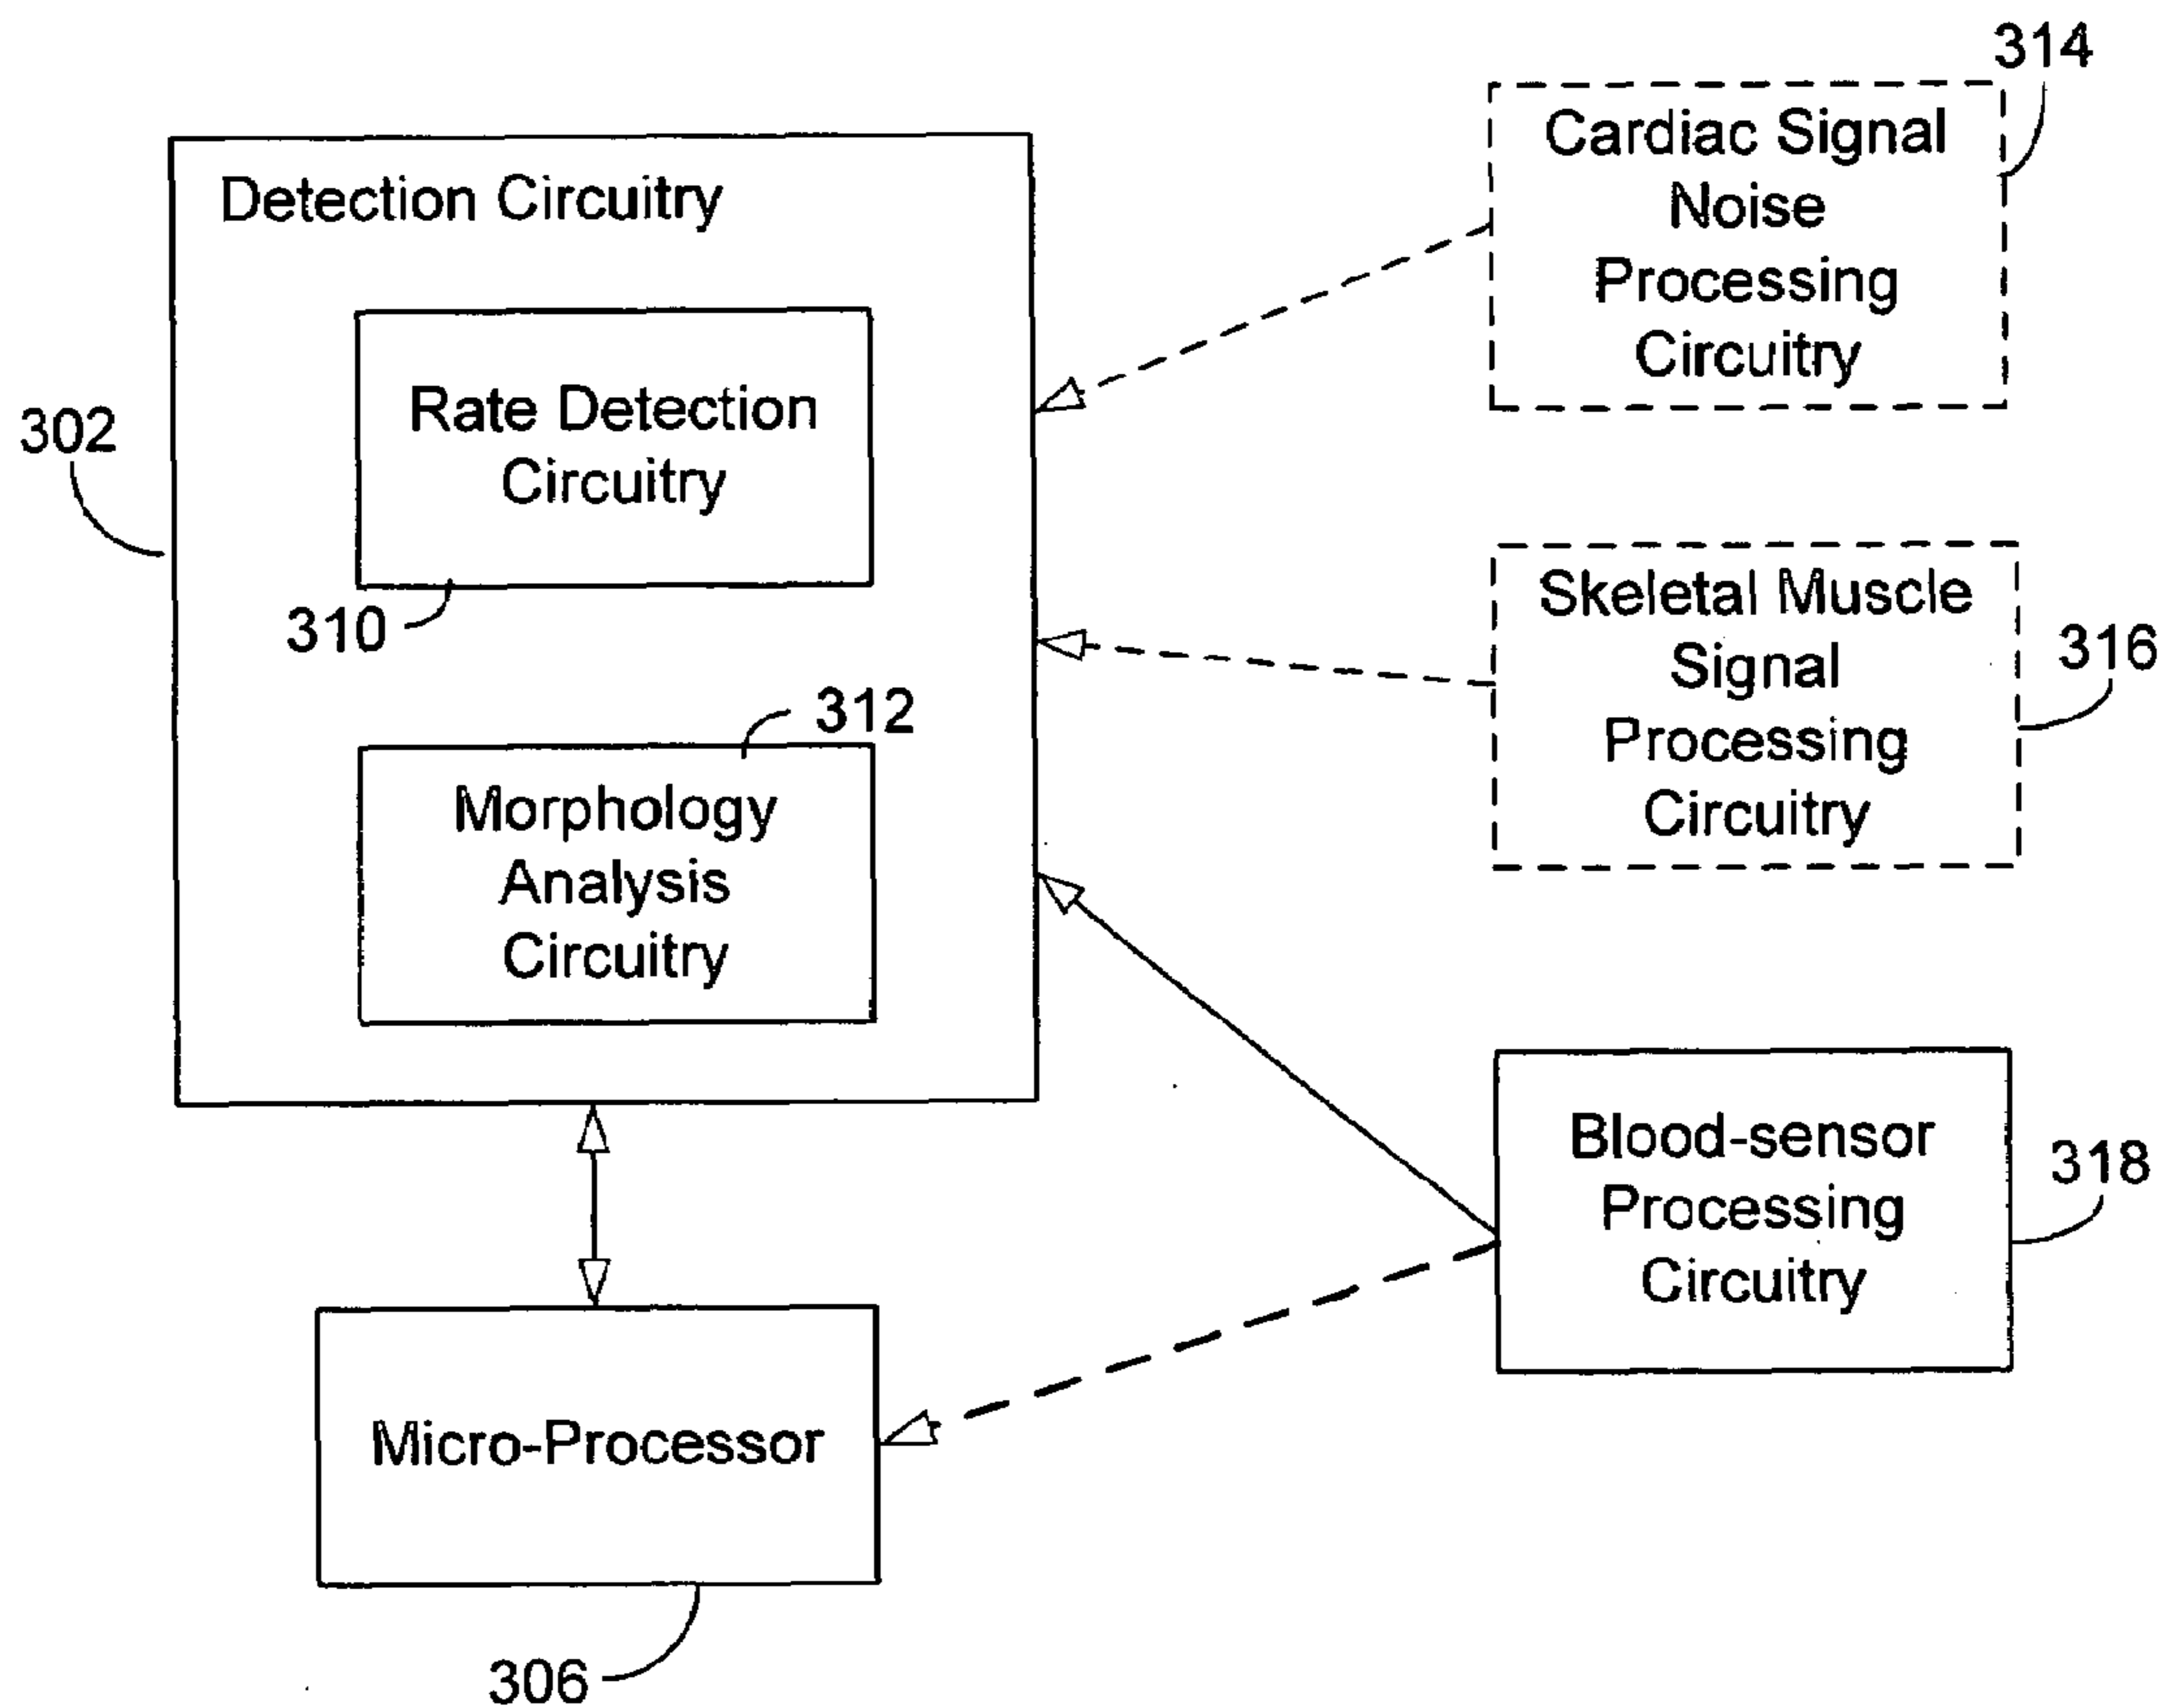 314
Cardiac Signal
Noise
Processing
Circuitry
Detection Circuitry
Rate Detection
Circuitry
302
310
Skeletal Muscle
Signal
Processing
Circuitry
316
312
Morphology
Analysis
Circuitry
Blood-sensor
Processing
Circuitry
318
Micro-Processor
306